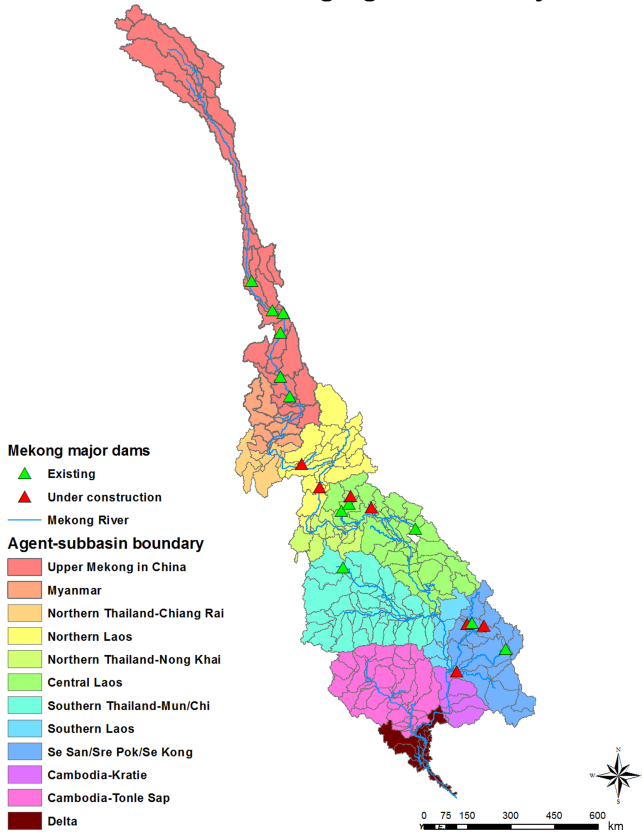 Mekong major dams
Existing
Under construction
Mekong River
Agent-subbasin boundary
Upper Mekong in China
Myanmar
Northern Thailand-Chiang Rai
Northern Laos
Northern Thailand-Nong Khai
Central Laos
Southern Thailand-Mun/Chi
Southern Laos
Se San/Sre Pok/Se Kong
Cambodia-Kratie
Cambodia-Tonle Sap
Delta
N
W
E
S
0 75 150 300 450 600
km